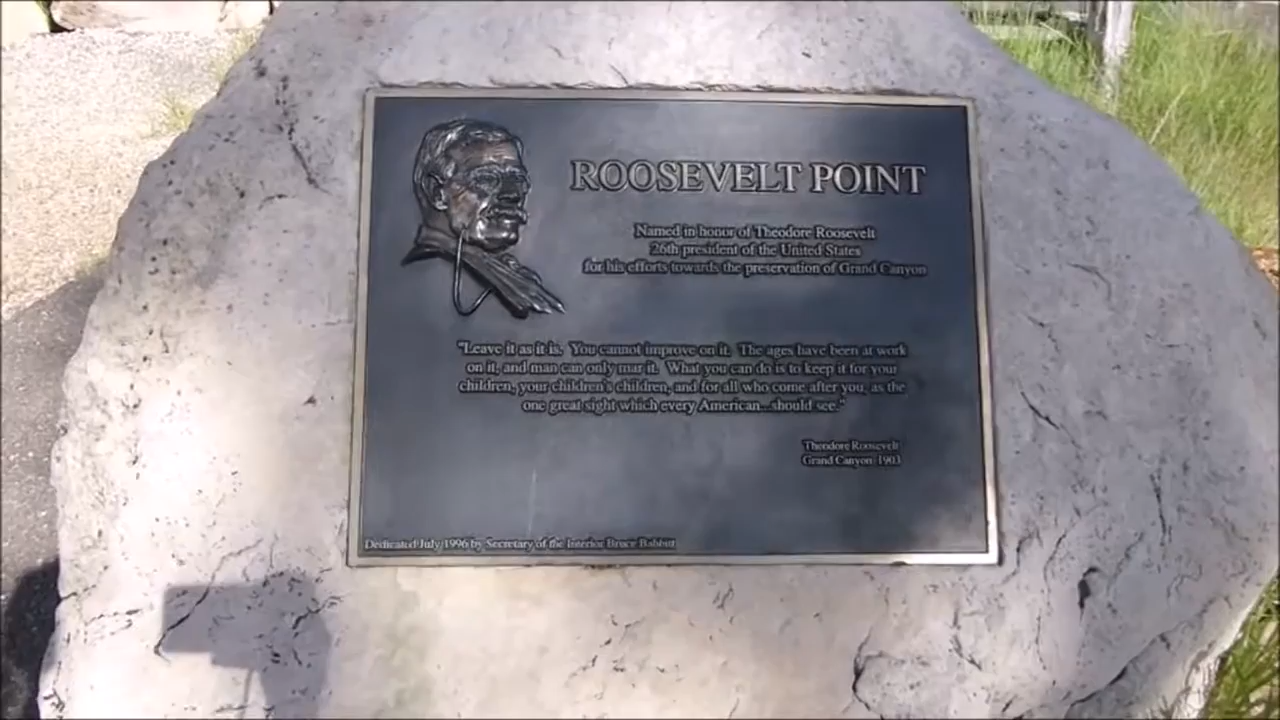 ROOSEVELT POINT
Named in honor of Theodore Roosevelt
26th president of the United States
for his efforts towards the preservation of Grand Canyon
"Leave it as it is. You cannot improve on it. The ages have been at work
on it, and man can only mar it. What you can do is to keep it for your
children, your children's children, and for all who come after you, as the
one great sight which every American...should see."
Theodore Roosevelt
Grand Canyon 1903
Dedicated July 1996 by Secretary of the Interior Bruce Babbitt